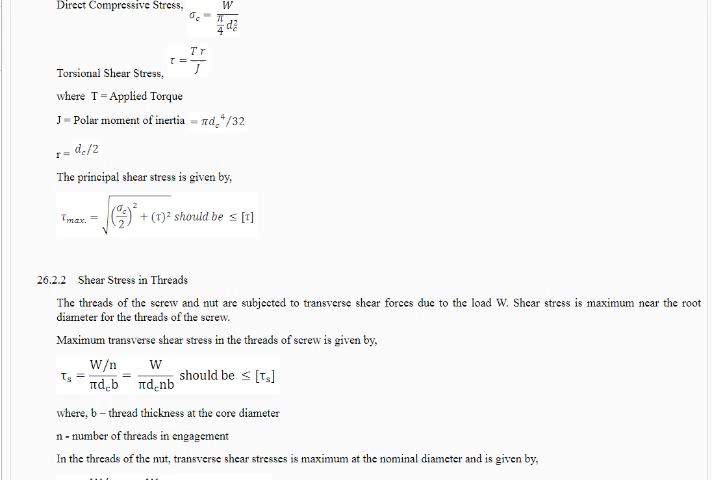 Direct Compressive Stress, σc = W / (π/4 dc²)
τ = T r / J
Torsional Shear Stress,
where T = Applied Torque
J = Polar moment of inertia = πdc⁴/32
r = dc/2
The principal shear stress is given by,
τmax. = √((σc/2)² + (τ)²) should be ≤ [τ]
26.2.2 Shear Stress in Threads
The threads of the screw and nut are subjected to transverse shear forces due to the load W. Shear stress is maximum near the root
diameter for the threads of the screw.
Maximum transverse shear stress in the threads of screw is given by,
τs = (W/n) / (πdcb) = W / (πdcnb) should be ≤ [τs]
where, b – thread thickness at the core diameter
n - number of threads in engagement
In the threads of the nut, transverse shear stresses is maximum at the nominal diameter and is given by,